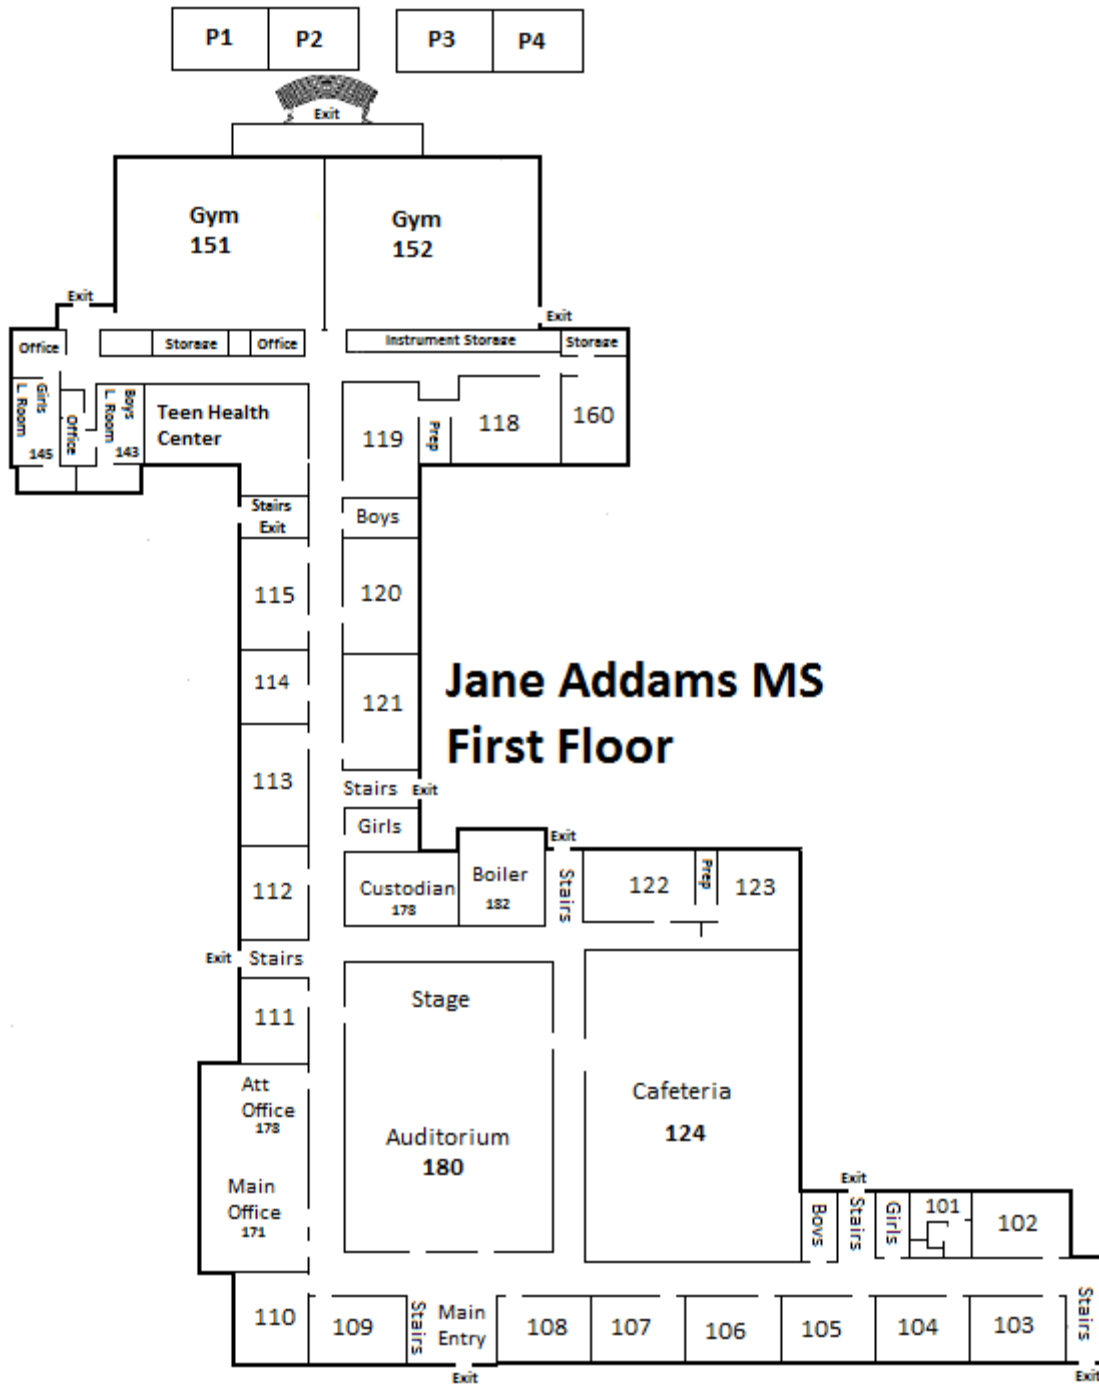 P1
P2
P3
P4
Exit
Gym
151
Gym
152
Exit
Exit
Office
Storage
Office
Instrument Storage
Storage
Girls
L. Room
145
Office
Boys
L. Room
143
Teen Health
Center
119
Prep
118
160
Stairs
Exit
Boys
115
120
114
121
Jane Addams MS
First Floor
113
Stairs
Exit
Girls
112
Custodian
178
Boiler
182
Exit
Stairs
122
Prep
123
Exit
Stairs
111
Stage
Att
Office
178
Auditorium
180
Cafeteria
124
Main
Office
171
Exit
Boys
Stairs
Girls
101
102
110
109
Stairs
Main
Entry
108
107
106
105
104
103
Stairs
Exit
Exit